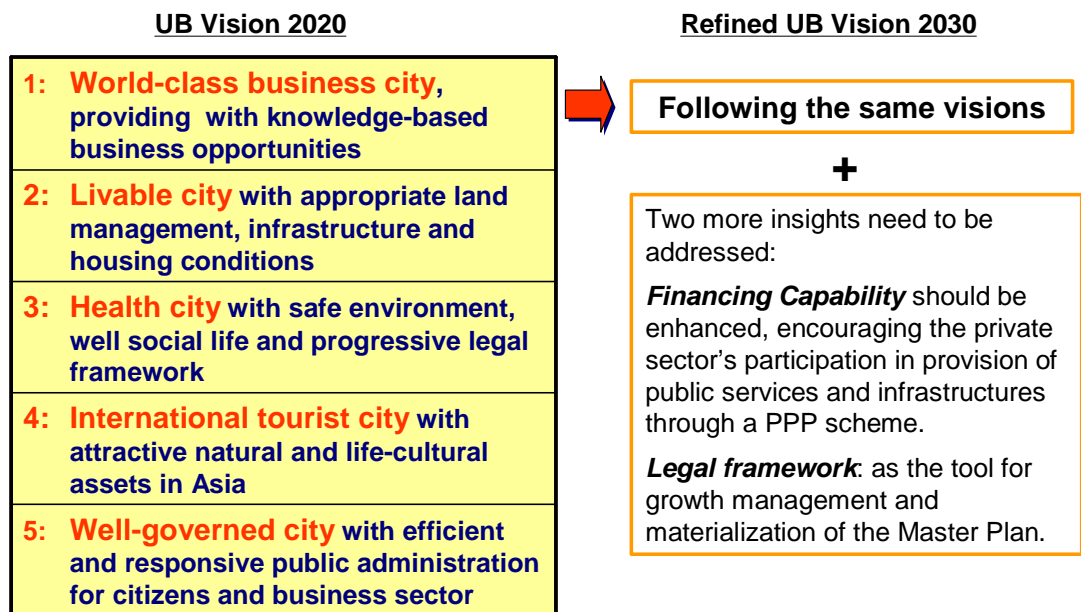 UB Vision 2020
1: World-class business city,
providing with knowledge-based
business opportunities
2: Livable city with appropriate land
management, infrastructure and
housing conditions
3: Health city with safe environment,
well social life and progressive legal
framework
4: International tourist city with
attractive natural and life-cultural
assets in Asia
5: Well-governed city with efficient
and responsive public administration
for citizens and business sector
Refined UB Vision 2030
Following the same visions
+
Two more insights need to be
addressed:
Financing Capability should be
enhanced, encouraging the private
sector's participation in provision of
public services and infrastructures
through a PPP scheme.
Legal framework: as the tool for
growth management and
materialization of the Master Plan.